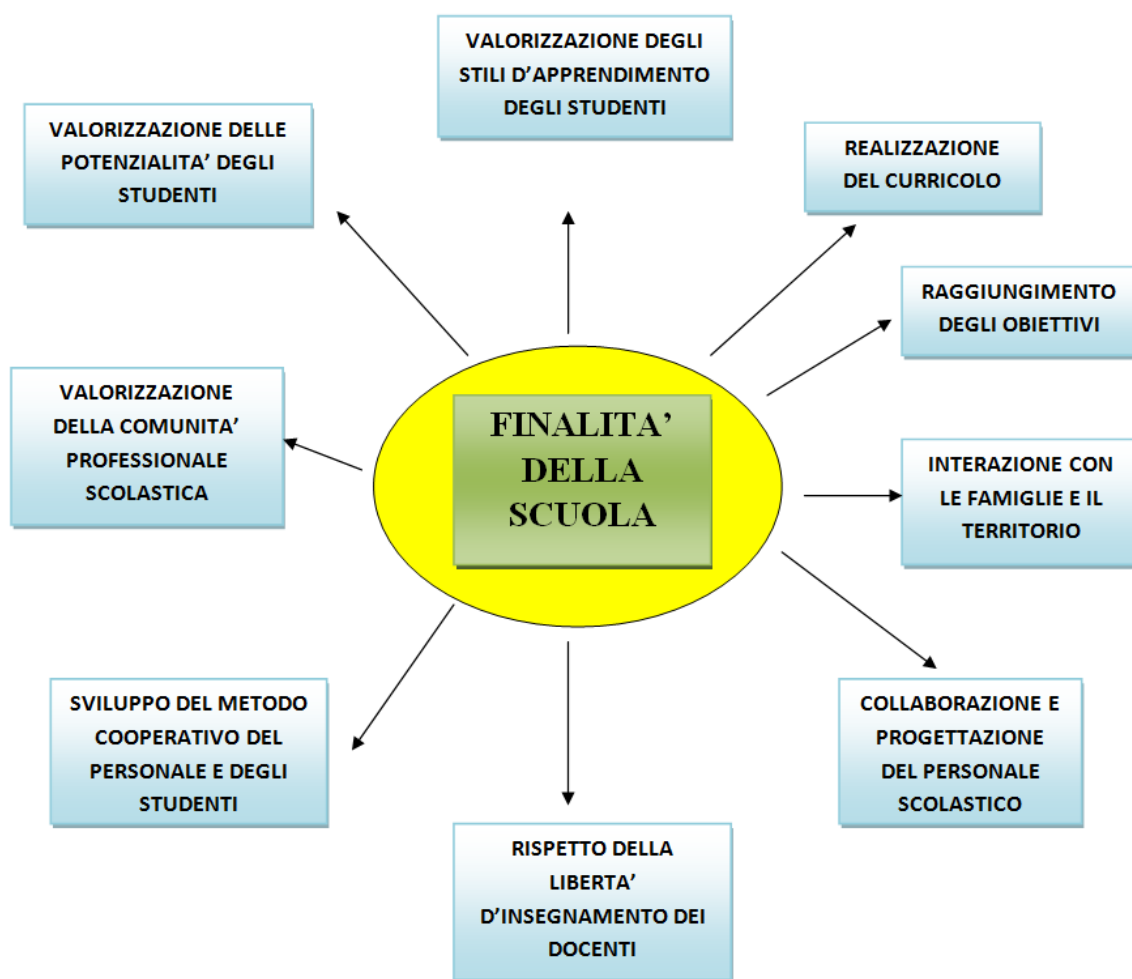 VALORIZZAZIONE DEGLI
STILI D’APPRENDIMENTO
DEGLI STUDENTI
VALORIZZAZIONE DELLE
POTENZIALITA’ DEGLI
STUDENTI
REALIZZAZIONE
DEL CURRICOLO
RAGGIUNGIMENTO
DEGLI OBIETTIVI
VALORIZZAZIONE
DELLA COMUNITA’
PROFESSIONALE
SCOLASTICA
FINALITA’
DELLA
SCUOLA
INTERAZIONE CON
LE FAMIGLIE E IL
TERRITORIO
SVILUPPO DEL METODO
COOPERATIVO DEL
PERSONALE E DEGLI
STUDENTI
COLLABORAZIONE E
PROGETTAZIONE
DEL PERSONALE
SCOLASTICO
RISPETTO DELLA
LIBERTA’
D’INSEGNAMENTO DEI
DOCENTI